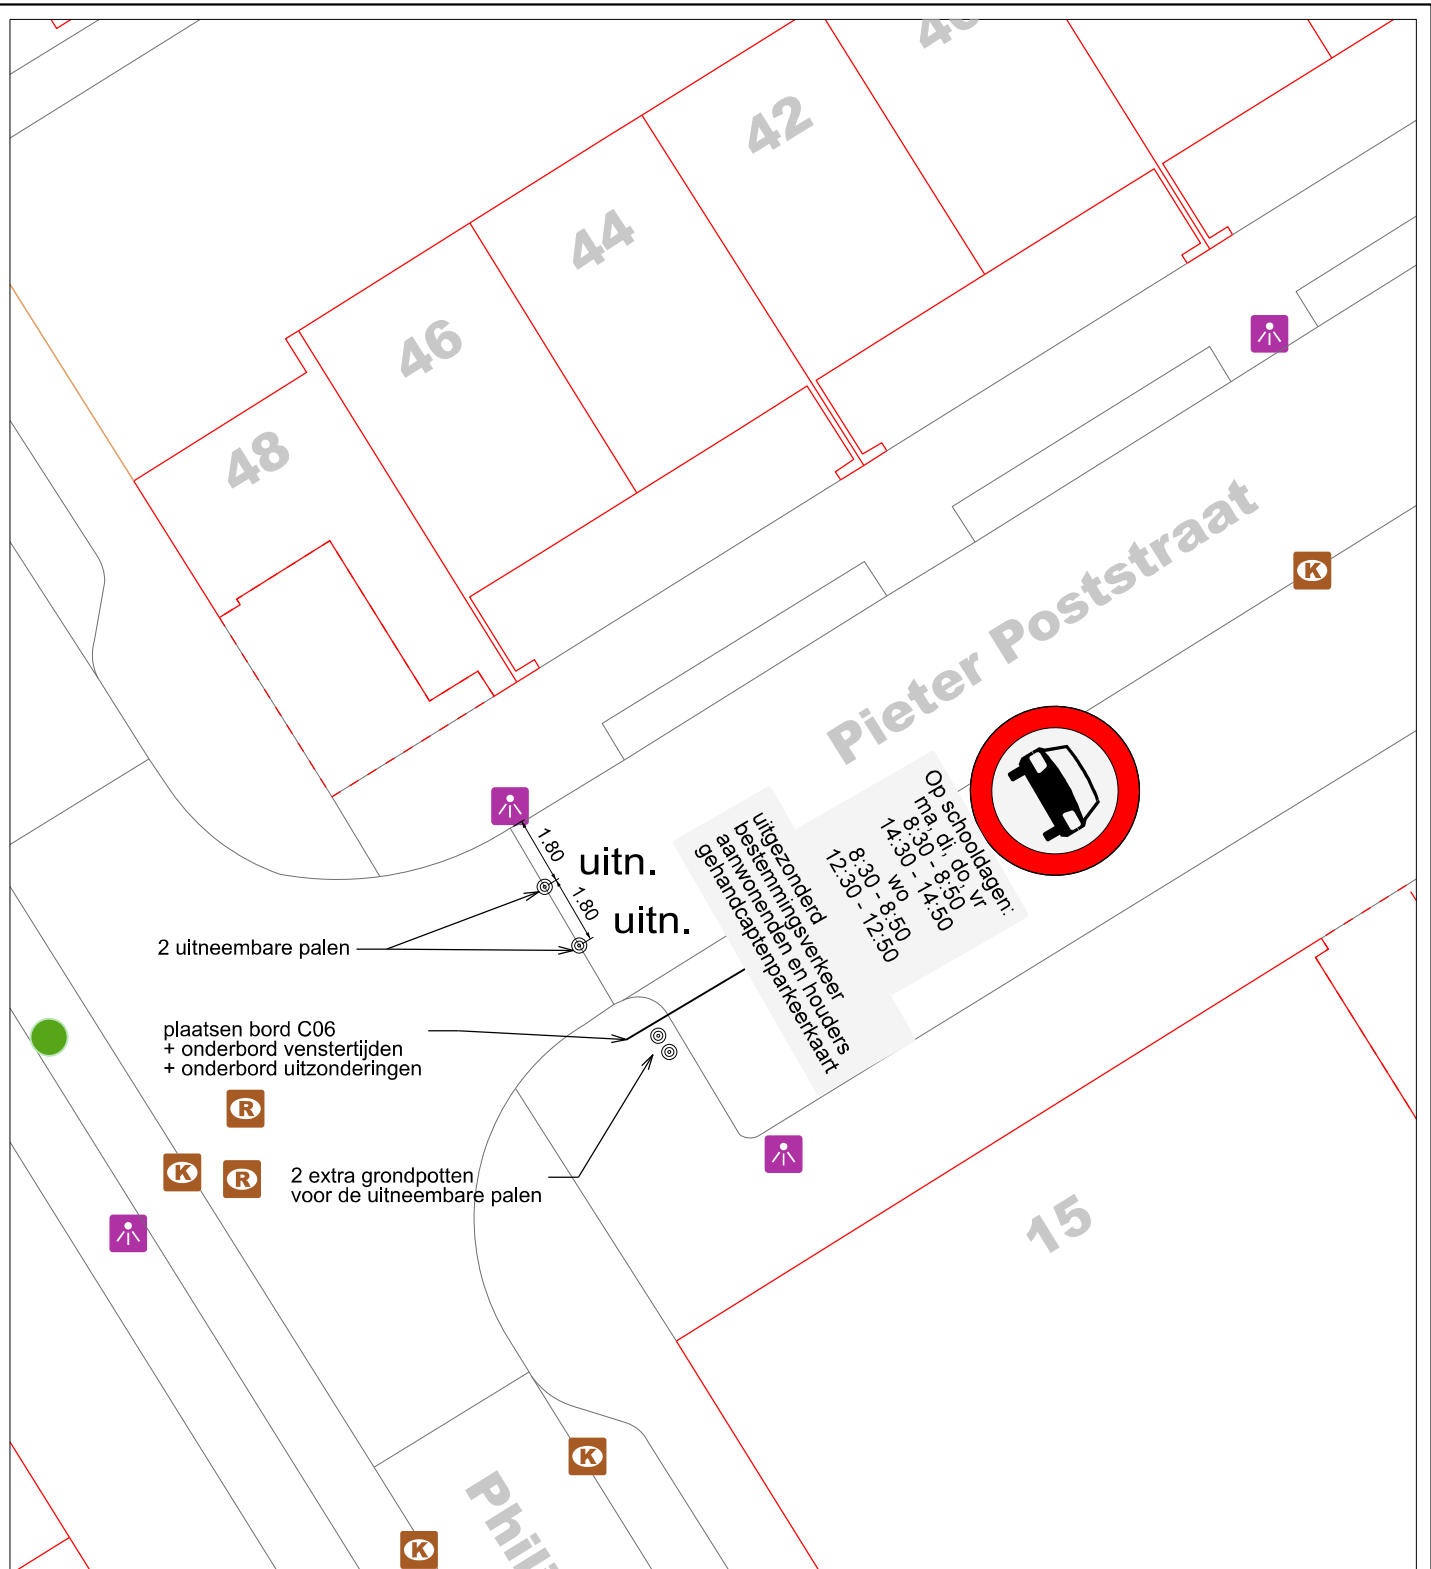 40
42
44
46
48
Pieter Poststraat
K
1.80
uitn.
1.80
uitn.
Op schooldagen:
ma, di, do, vr
8:30 - 8:50
14:30 - 14:50
wo
8:30 - 8:50
12:30 - 12:50
uitgezonderd
bestemmingsverkeer
aanwonenden en houders
gehandicaptenparkeerkaart
2 uitneembare palen
plaatsen bord C06
+ onderbord venstertijden
+ onderbord uitzonderingen
R
K
R
2 extra grondpotten
voor de uitneembare palen
15
K
K